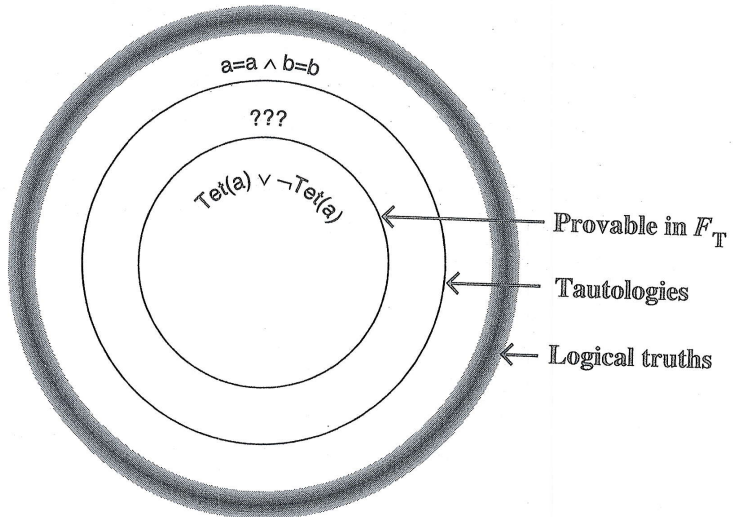 a=a ∧ b=b
???
Tet(a) ∨ ¬Tet(a)
Provable in F_T
Tautologies
Logical truths